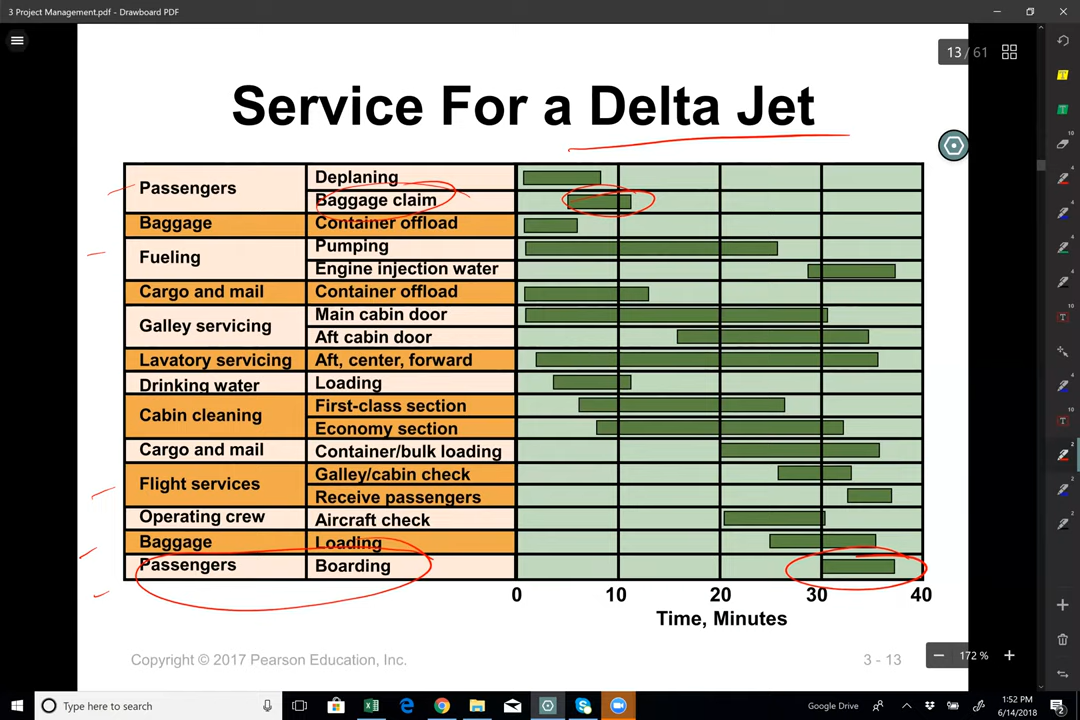 3 Project Management.pdf - Drawboard PDF
13 / 61
Service For a Delta Jet
Passengers
Deplaning
Baggage claim
Baggage
Container offload
Fueling
Pumping
Engine injection water
Cargo and mail
Container offload
Galley servicing
Main cabin door
Aft cabin door
Lavatory servicing
Aft, center, forward
Drinking water
Loading
Cabin cleaning
First-class section
Economy section
Cargo and mail
Container/bulk loading
Flight services
Galley/cabin check
Receive passengers
Operating crew
Aircraft check
Baggage
Loading
Passengers
Boarding
0 10 20 30 40
Time, Minutes
Copyright © 2017 Pearson Education, Inc.
3 - 13
172 %
Type here to search
Google Drive
1:52 PM
6/14/2018